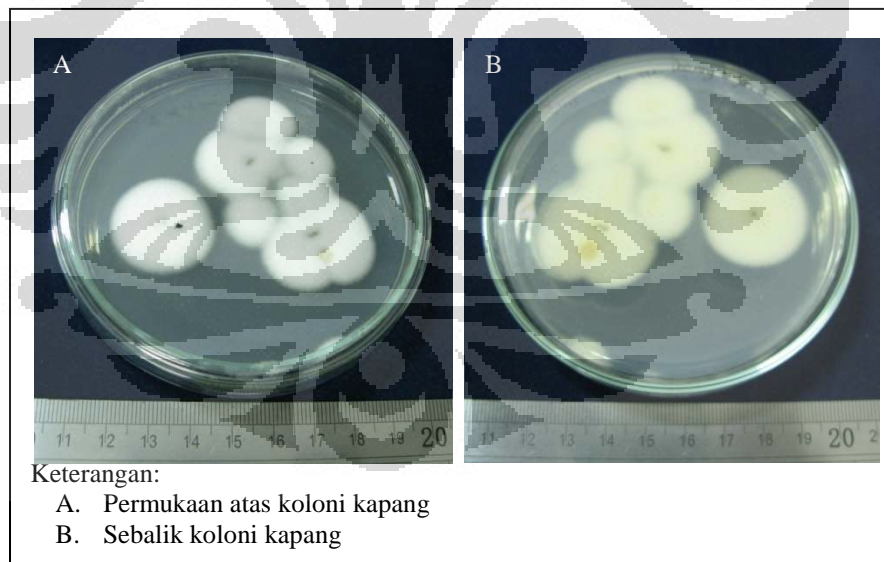 A
B
11 12 13 14 15 16 17 18 19 20
11 12 13 14 15 16 17 18 19 20 2
Keterangan:
A. Permukaan atas koloni kapang
B. Sebalik koloni kapang